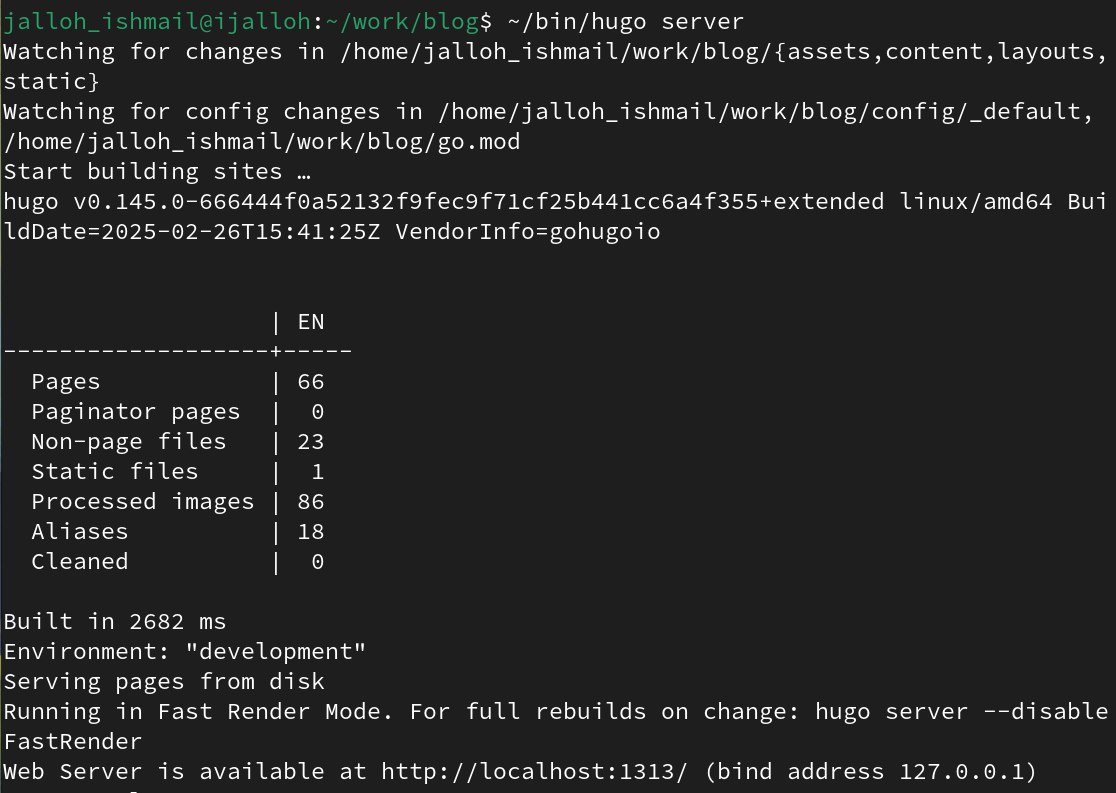 jalloh_ishmail@ijalloh:~/work/blog$ ~/bin/hugo server
Watching for changes in /home/jalloh_ishmail/work/blog/{assets,content,layouts,
static}
Watching for config changes in /home/jalloh_ishmail/work/blog/config/_default,
/home/jalloh_ishmail/work/blog/go.mod
Start building sites …
hugo v0.145.0-666444f0a52132f9fec9f71cf25b441cc6a4f355+extended linux/amd64 Bui
ldDate=2025-02-26T15:41:25Z VendorInfo=gohugoio
                   | EN
-------------------+-----
  Pages            | 66
  Paginator pages  |  0
  Non-page files   | 23
  Static files     |  1
  Processed images | 86
  Aliases          | 18
  Cleaned          |  0
Built in 2682 ms
Environment: "development"
Serving pages from disk
Running in Fast Render Mode. For full rebuilds on change: hugo server --disable
FastRender
Web Server is available at http://localhost:1313/ (bind address 127.0.0.1)